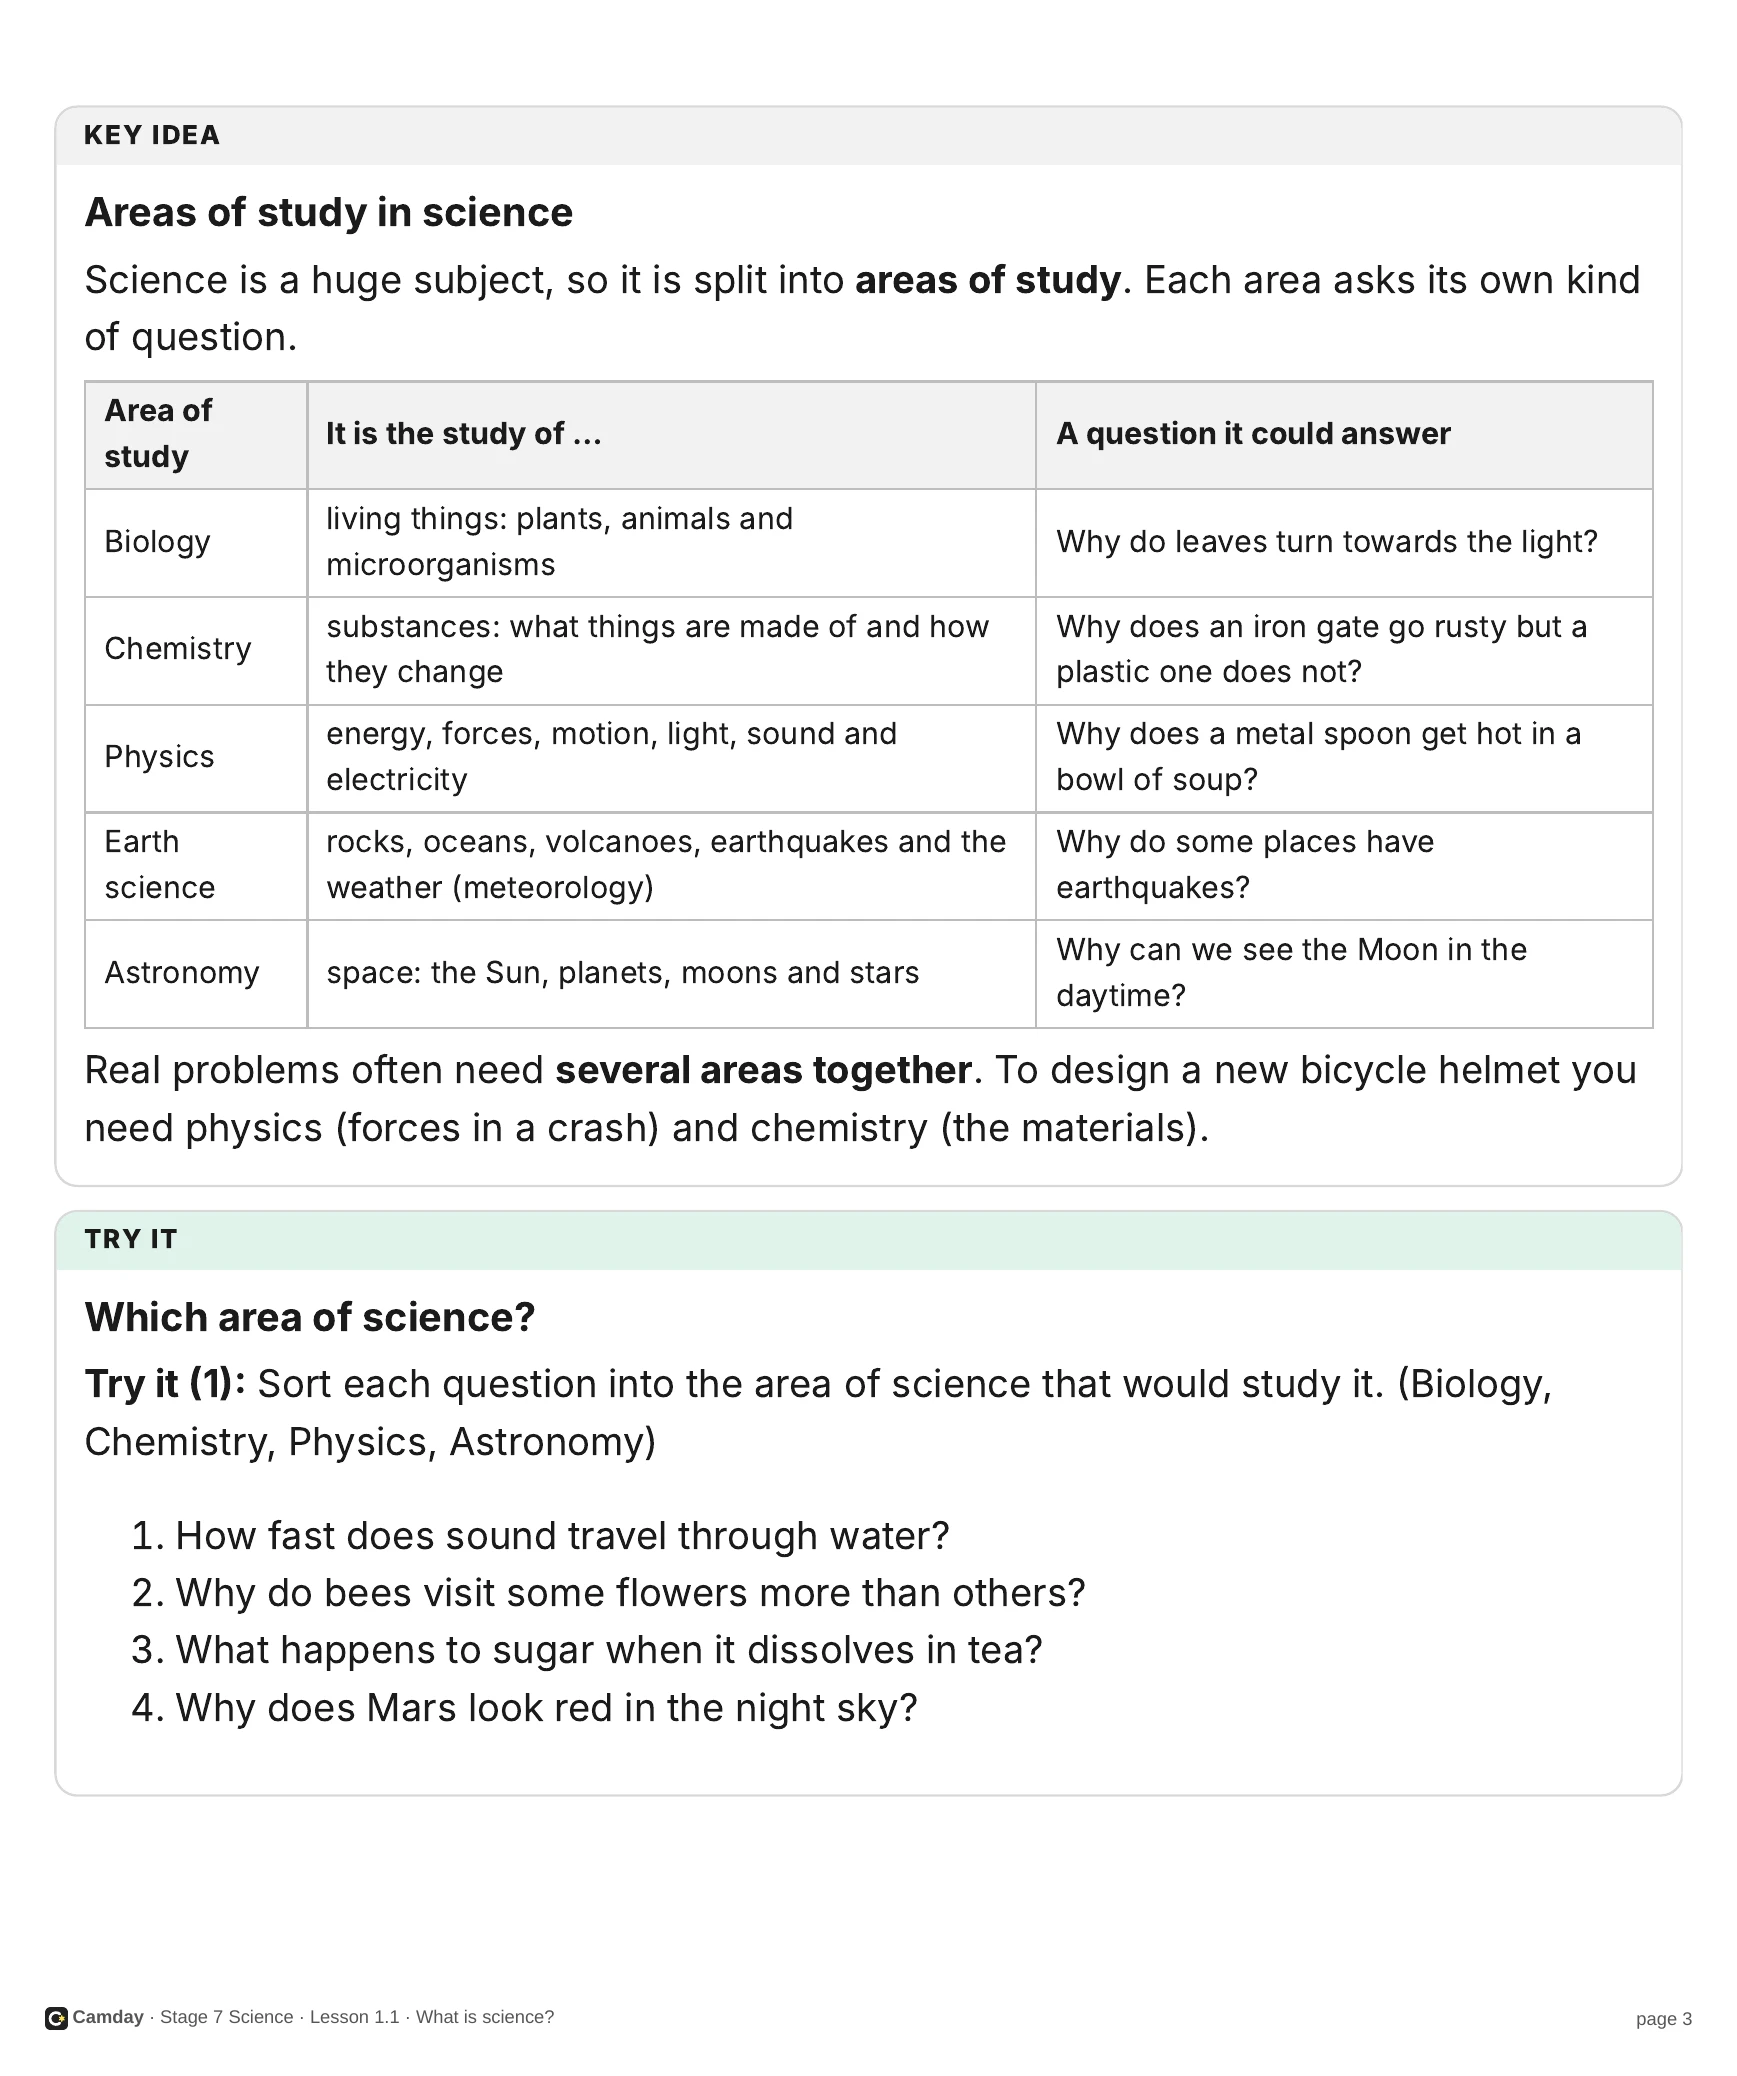 KEY IDEA
Areas of study in science
Science is a huge subject, so it is split into areas of study. Each area asks its own kind
of question.
Area of
study
It is the study of ...
A question it could answer
Biology
living things: plants, animals and
microorganisms
Why do leaves turn towards the light?
Chemistry
substances: what things are made of and how
they change
Why does an iron gate go rusty but a
plastic one does not?
Physics
energy, forces, motion, light, sound and
electricity
Why does a metal spoon get hot in a
bowl of soup?
Earth
science
rocks, oceans, volcanoes, earthquakes and the
weather (meteorology)
Why do some places have
earthquakes?
Astronomy
space: the Sun, planets, moons and stars
Why can we see the Moon in the
daytime?
Real problems often need several areas together. To design a new bicycle helmet you
need physics (forces in a crash) and chemistry (the materials).
TRY IT
Which area of science?
Try it (1): Sort each question into the area of science that would study it. (Biology,
Chemistry, Physics, Astronomy)
1. How fast does sound travel through water?
2. Why do bees visit some flowers more than others?
3. What happens to sugar when it dissolves in tea?
4. Why does Mars look red in the night sky?
Camday · Stage 7 Science · Lesson 1.1 · What is science?
page 3